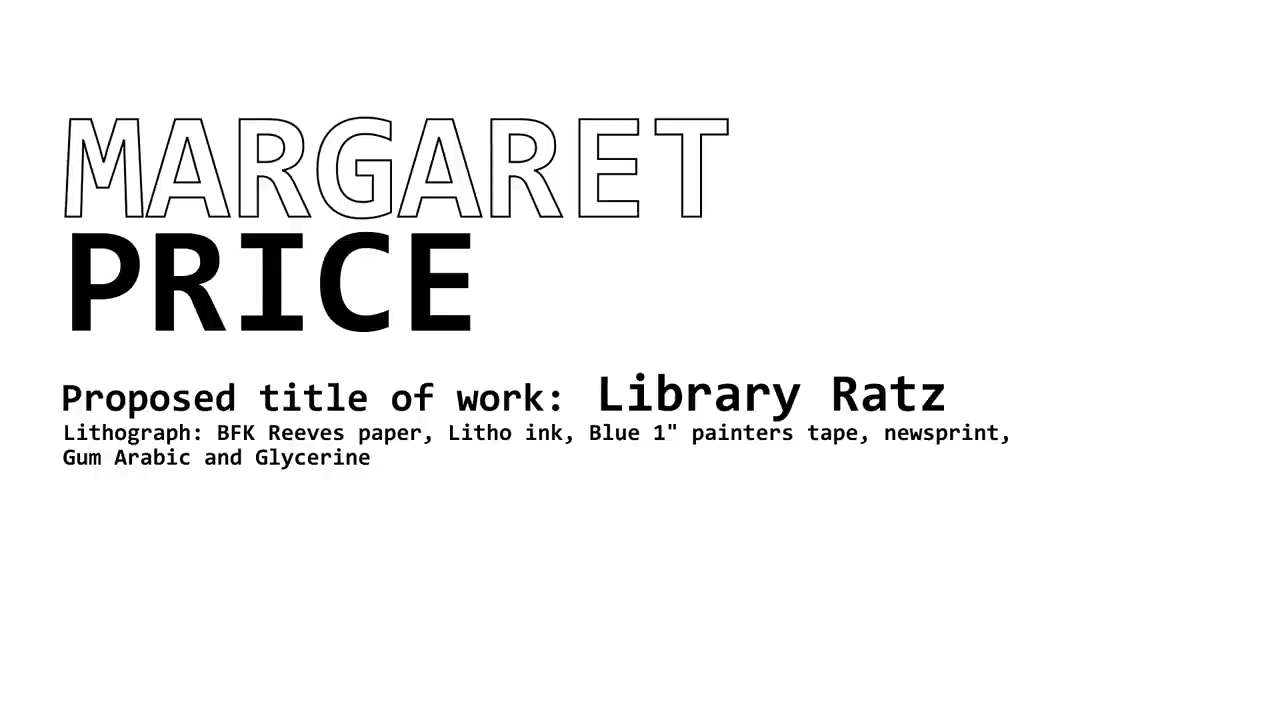 MARGARET
PRICE
Proposed title of work: Library Ratz
Lithograph: BFK Reeves paper, Litho ink, Blue 1" painters tape, newsprint,
Gum Arabic and Glycerine